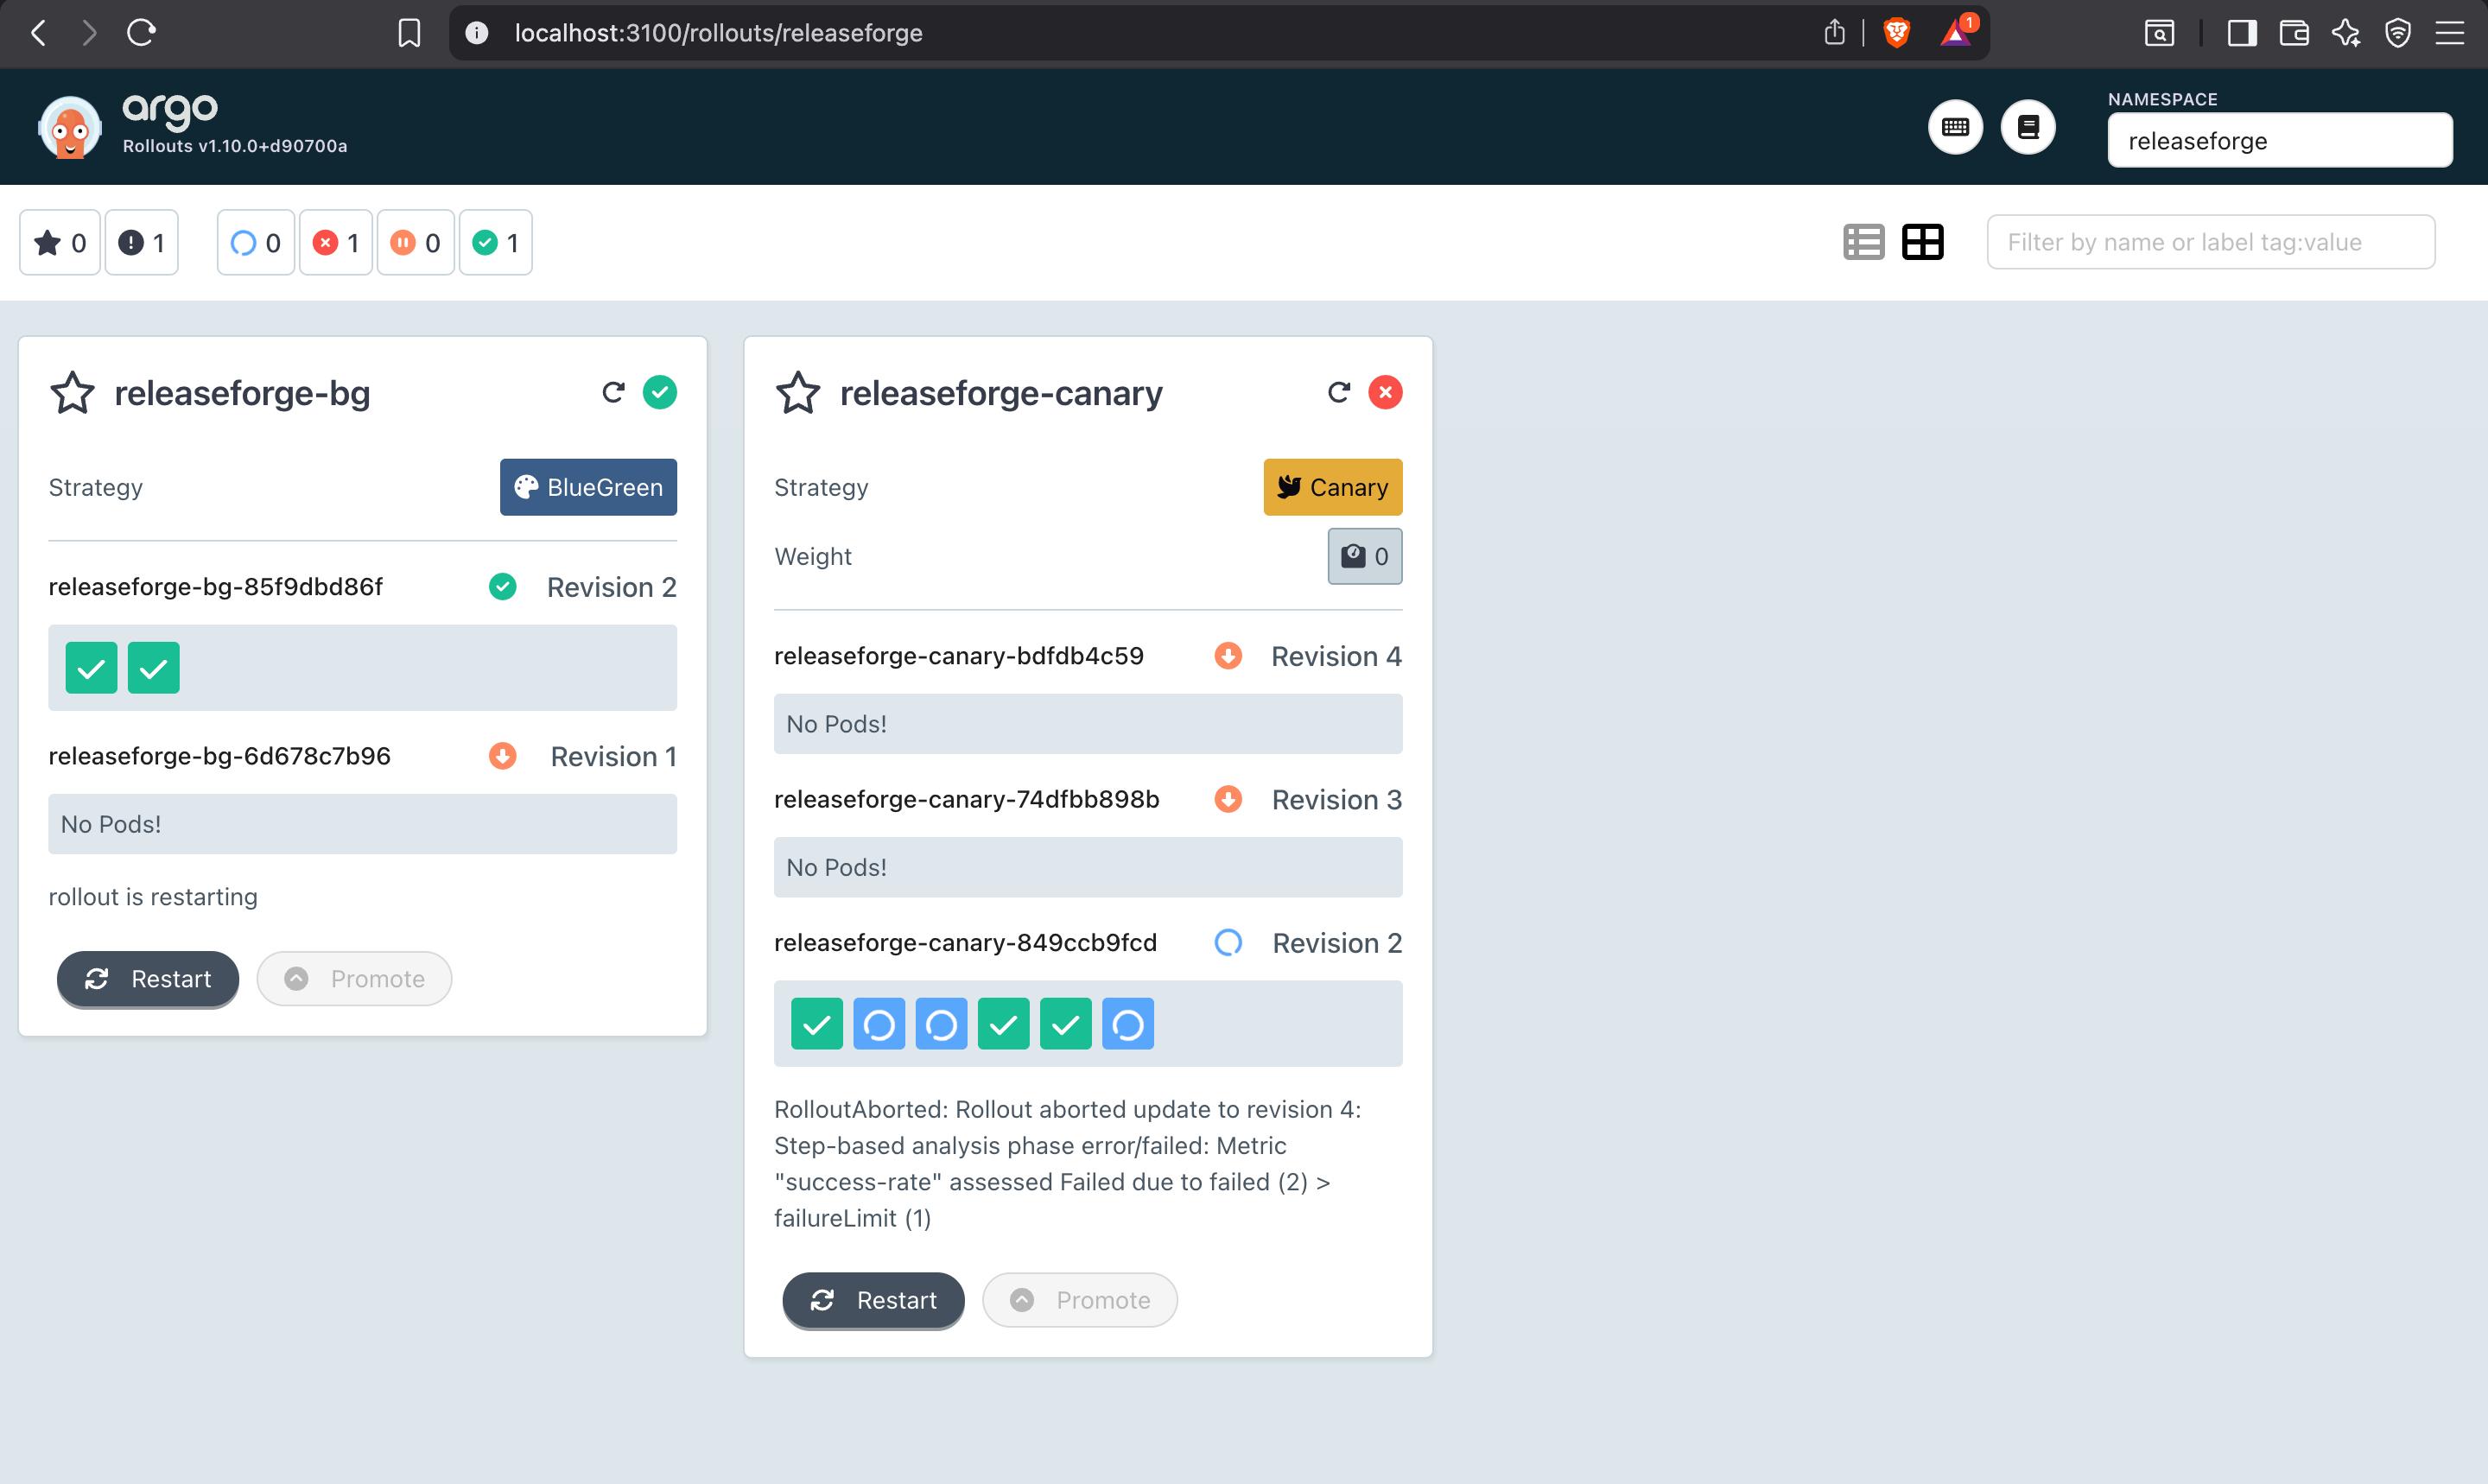 localhost:3100/rollouts/releaseforge
1
argo
Rollouts v1.10.0+d90700a
NAMESPACE
releaseforge
0
1
0
1
0
1
Filter by name or label tag:value
releaseforge-bg
Strategy
BlueGreen
releaseforge-bg-85f9dbd86f
Revision 2
releaseforge-bg-6d678c7b96
Revision 1
No Pods!
rollout is restarting
Restart
Promote
releaseforge-canary
Strategy
Canary
Weight
0
releaseforge-canary-bdfdb4c59
Revision 4
No Pods!
releaseforge-canary-74dfbb898b
Revision 3
No Pods!
releaseforge-canary-849ccb9fcd
Revision 2
RolloutAborted: Rollout aborted update to revision 4:
Step-based analysis phase error/failed: Metric
"success-rate" assessed Failed due to failed (2) >
failureLimit (1)
Restart
Promote